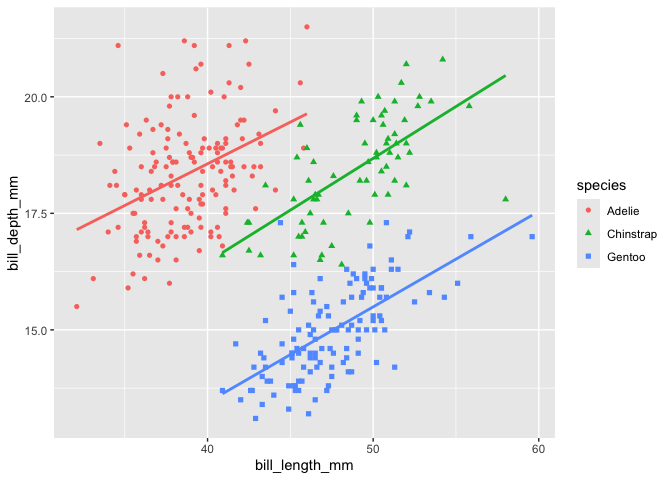 20.0
17.5
15.0
bill_depth_mm
40
50
60
bill_length_mm
species
Adelie
Chinstrap
Gentoo